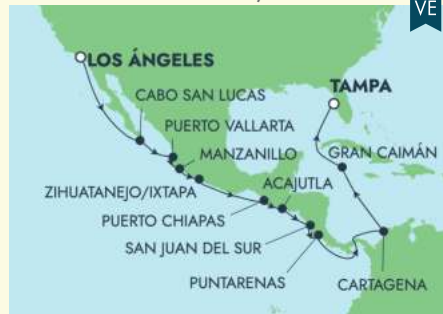 VE
LOS ÁNGELES
TAMPA
CABO SAN LUCAS
PUERTO VALLARTA
MANZANILLO
GRAN CAIMÁN
ZIHUATANEJO/IXTAPA
ACAJUTLA
PUERTO CHIAPAS
SAN JUAN DEL SUR
PUNTARENAS
CARTAGENA